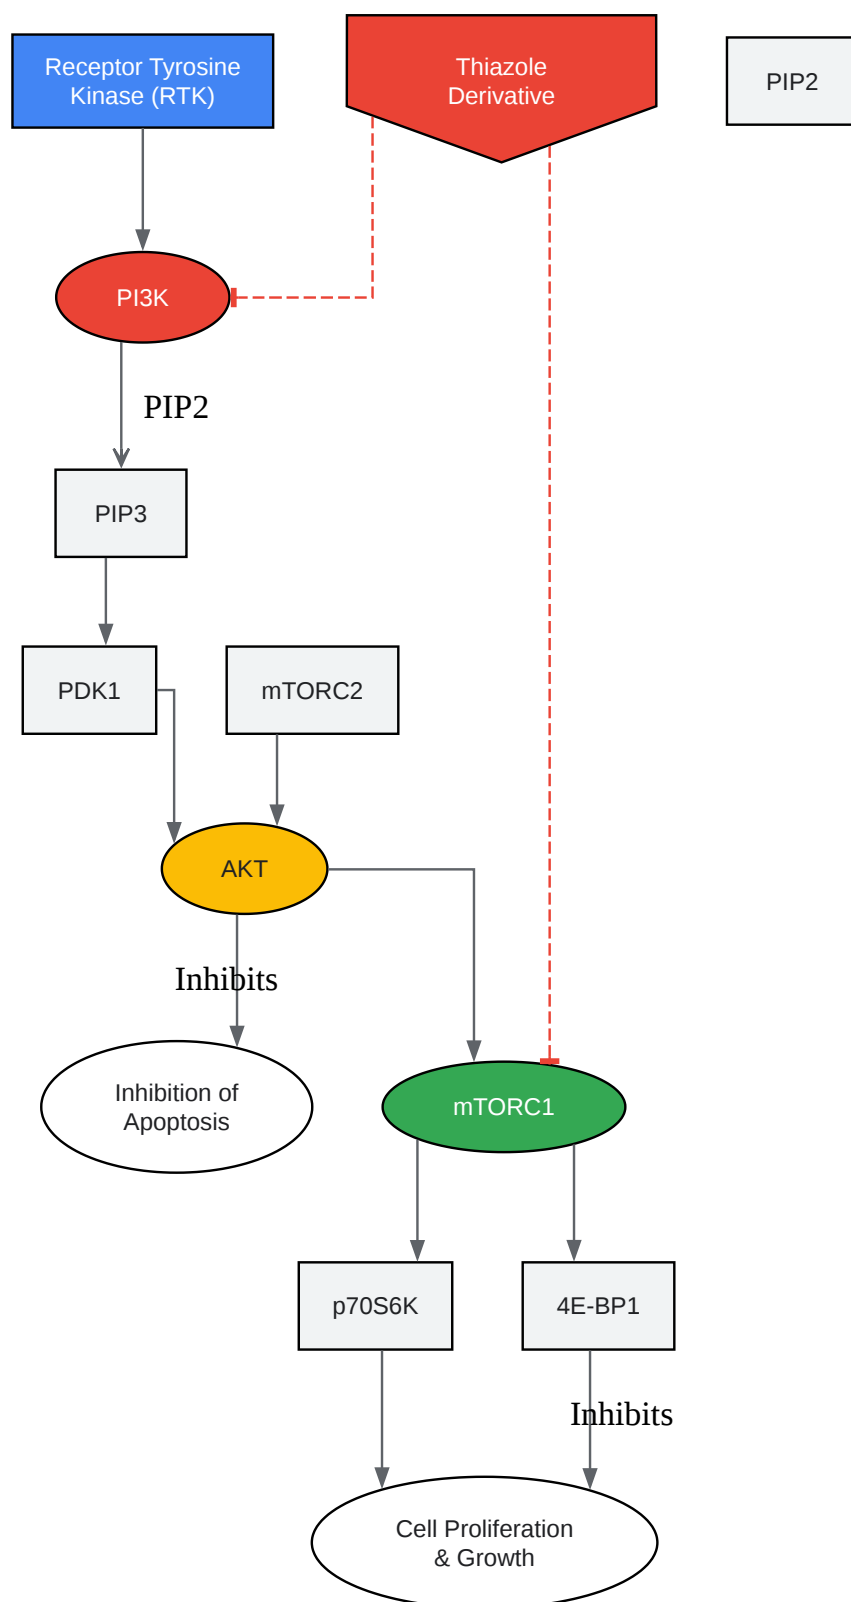 Receptor Tyrosine
Kinase (RTK)
Thiazole
Derivative
PIP2
PI3K
PIP2
PIP3
PDK1
mTORC2
AKT
Inhibits
Inhibition of
Apoptosis
mTORC1
p70S6K
4E-BP1
Inhibits
Cell Proliferation
& Growth